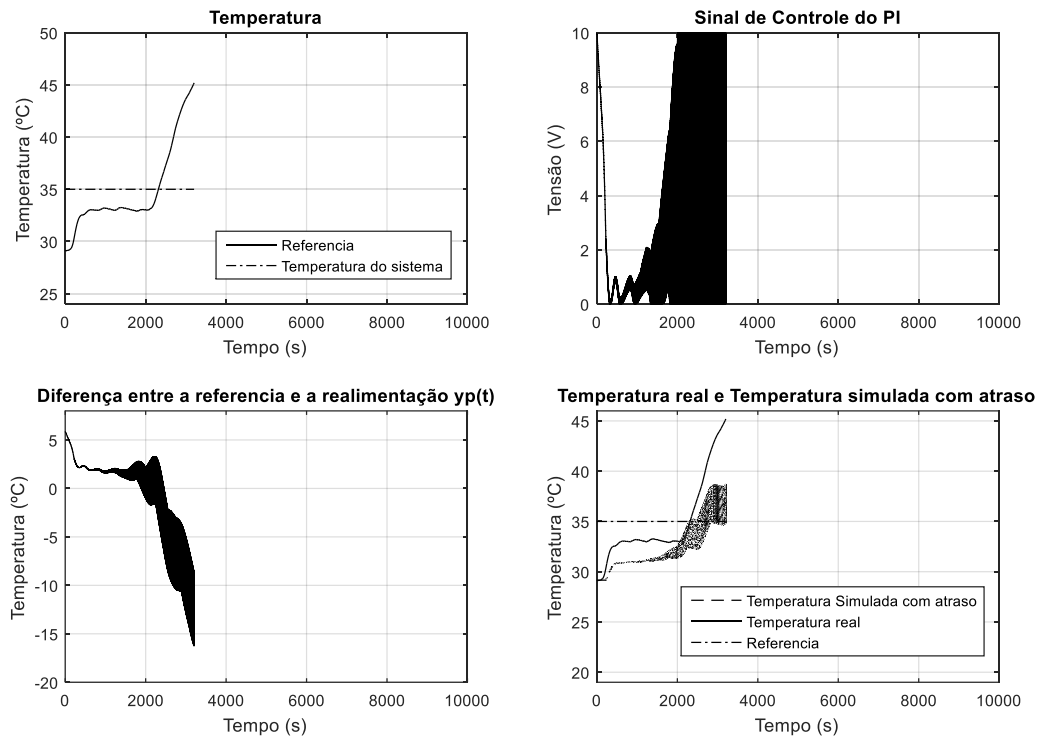 Temperatura
50
45
40
35
30
25
Temperatura (ºC)
Referencia
Temperatura do sistema
0 2000 4000 6000 8000 10000
Tempo (s)
Sinal de Controle do PI
10
8
6
4
2
0
Tensão (V)
0 2000 4000 6000 8000 10000
Tempo (s)
Diferença entre a referencia e a realimentação yp(t)
5
0
-5
-10
-15
-20
Temperatura (ºC)
0 2000 4000 6000 8000 10000
Tempo (s)
Temperatura real e Temperatura simulada com atraso
45
40
35
30
25
20
Temperatura (ºC)
Temperatura Simulada com atraso
Temperatura real
Referencia
0 2000 4000 6000 8000 10000
Tempo (s)